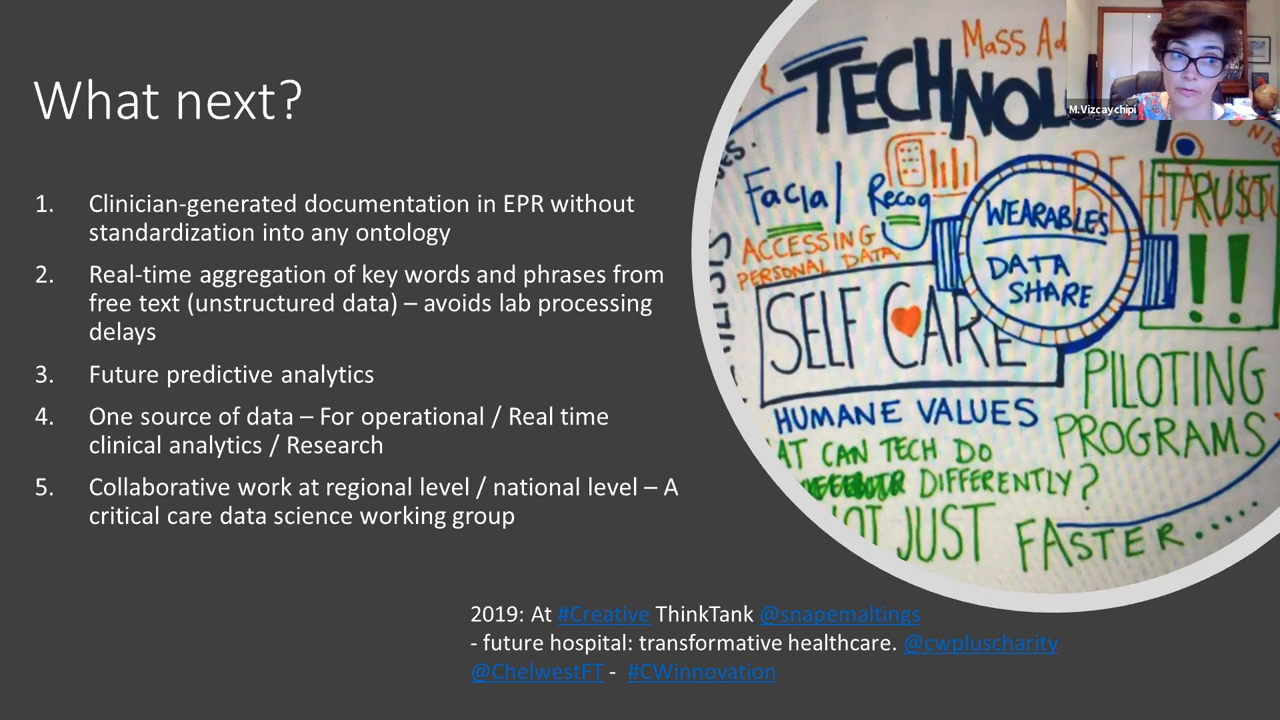 What next?
1. Clinician-generated documentation in EPR without
standardization into any ontology
2. Real-time aggregation of key words and phrases from
free text (unstructured data) – avoids lab processing
delays
3. Future predictive analytics
4. One source of data – For operational / Real time
clinical analytics / Research
5. Collaborative work at regional level / national level – A
critical care data science working group
Mass Ad
TECHNOLOGY
M.Vizcaychipi
Facial Recog
ACCESSING
PERSONAL DATA
WEARABLES
DATA
SHARE
TRUST
!!
SELF CARE
PILOTING
PROGRAMS
HUMANE VALUES
AT CAN TECH DO
DIFFERENTLY?
NOT JUST FASTER.....
2019: At #Creative ThinkTank @snapemaltings
- future hospital: transformative healthcare. @cwpluscharity
@ChelwestFT - #CWinnovation